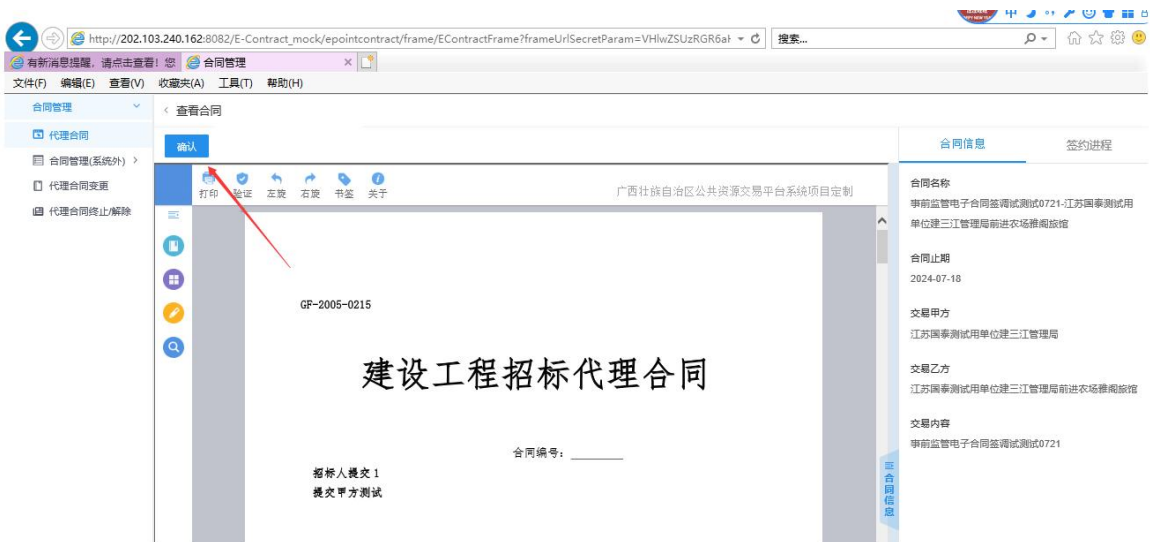 http://202.103.240.162:8082/E-Contract_mock/epointcontract/frame/EContractFrame?frameUrlSecretParam=VHlwZSUzRGR6al
搜索...
有新消息提醒，请点击查看！您
合同管理
文件(F) 编辑(E) 查看(V) 收藏夹(A) 工具(T) 帮助(H)
合同管理
代理合同
合同管理(系统外)
代理合同变更
代理合同终止/解除
查看合同
确认
打印 验证 左旋 右旋 书签 关于
广西壮族自治区公共资源交易平台系统项目定制
GF-2005-0215
建设工程招标代理合同
合同编号：
招标人提交 1
提交甲方测试
合同信息
合同信息 签约进程
合同名称
事前监管电子合同签调试测试0721-江苏国泰测试用
单位建三江管理局前进农场雅阁旅馆
合同止期
2024-07-18
交易甲方
江苏国泰测试用单位建三江管理局
交易乙方
江苏国泰测试用单位建三江管理局前进农场雅阁旅馆
交易内容
事前监管电子合同签调试测试0721